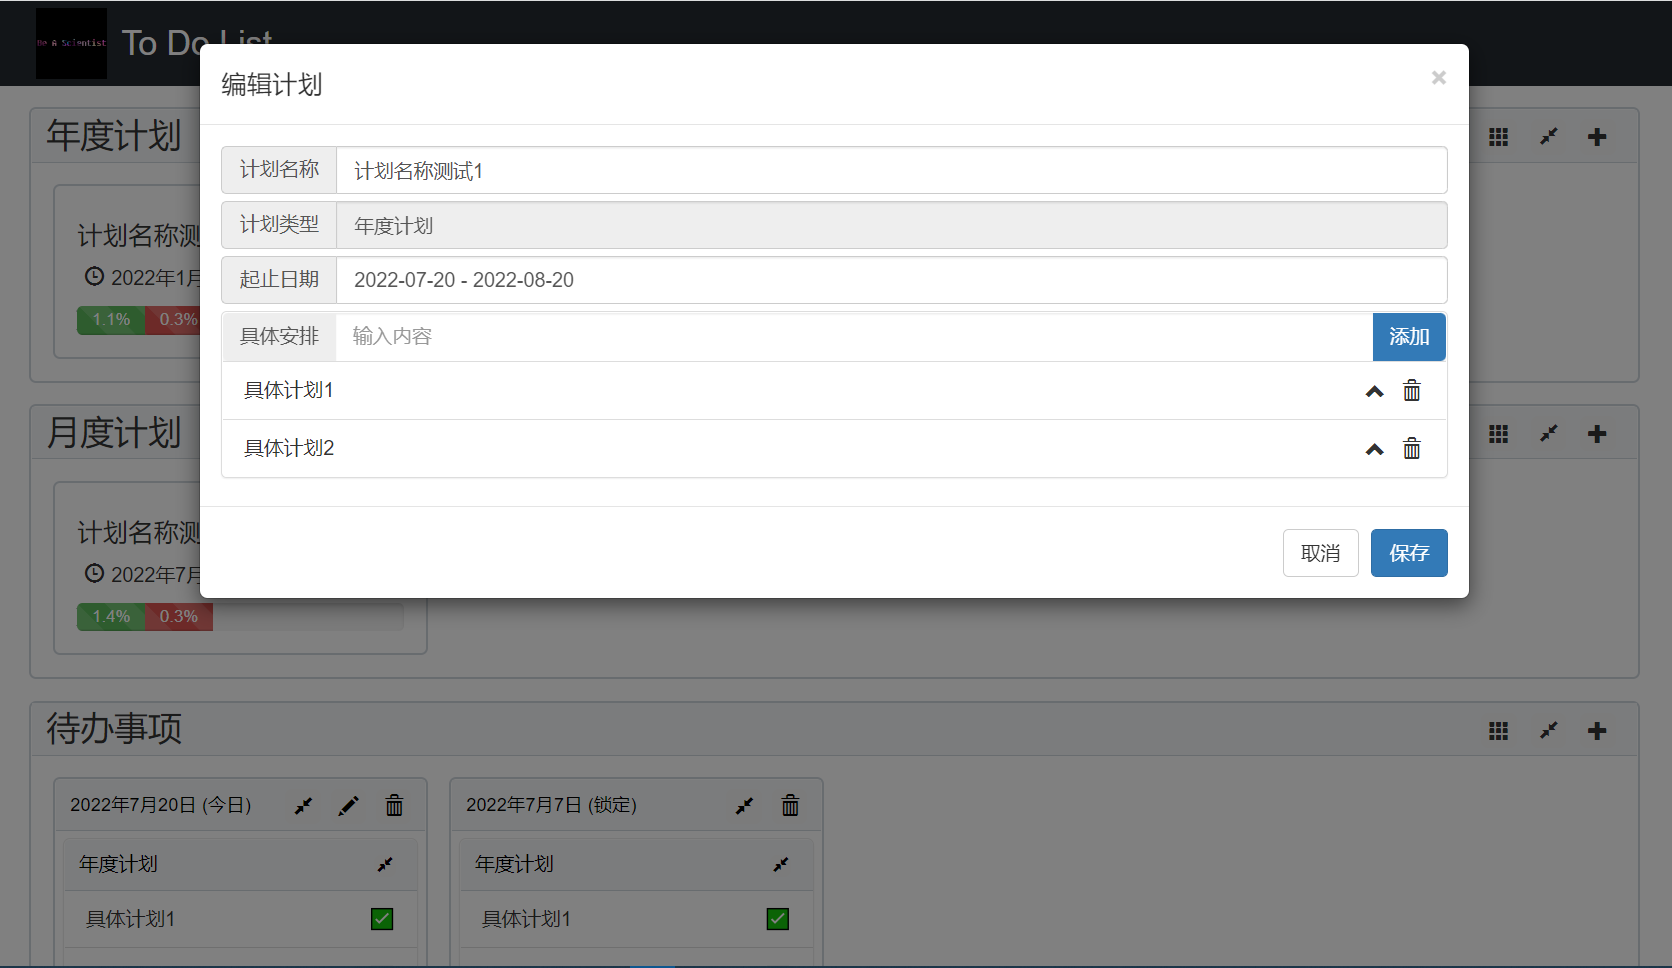 Be A Scientist
To Do List
编辑计划
×
年度计划
计划名称 计划名称测试1
计划类型 年度计划
起止日期 2022-07-20 - 2022-08-20
具体安排 输入内容 添加
具体计划1
具体计划2
取消 保存
计划名称测
2022年1月
1.1% 0.3%
月度计划
计划名称测
2022年7月
1.4% 0.3%
待办事项
2022年7月20日 (今日)
年度计划
具体计划1
2022年7月7日 (锁定)
年度计划
具体计划1